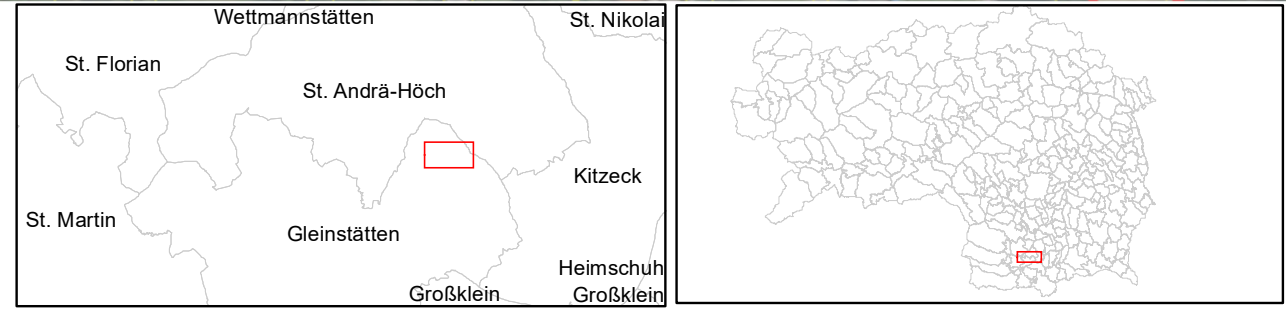 Wettmannstätten
St. Nikolai
St. Florian
St. Andrä-Höch
Kitzeck
St. Martin
Gleinstätten
Heimschuh
Großklein
Großklein